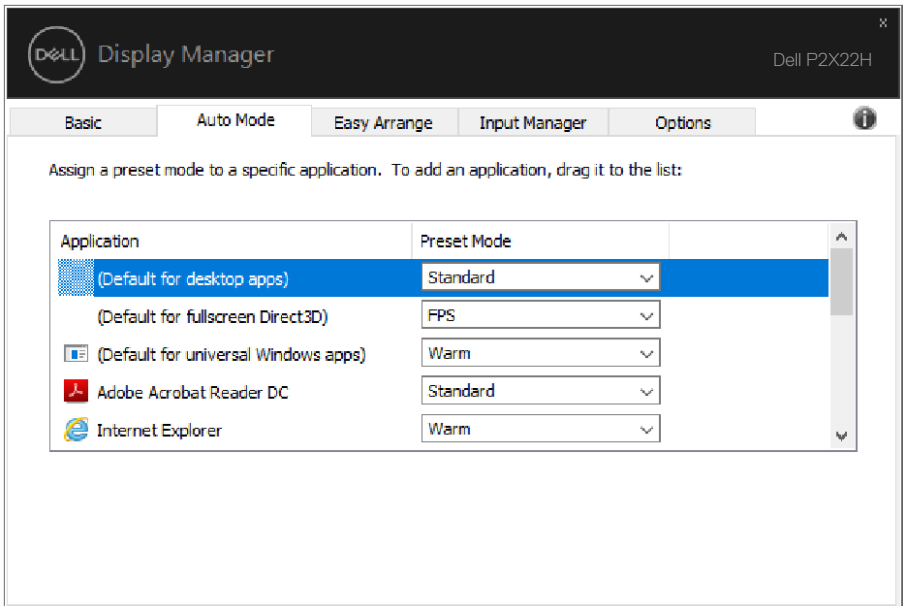 x
DELL Display Manager
Dell P2X22H
Basic Auto Mode Easy Arrange Input Manager Options
Assign a preset mode to a specific application. To add an application, drag it to the list:
Application Preset Mode
(Default for desktop apps) Standard
(Default for fullscreen Direct3D) FPS
(Default for universal Windows apps) Warm
Adobe Acrobat Reader DC Standard
Internet Explorer Warm